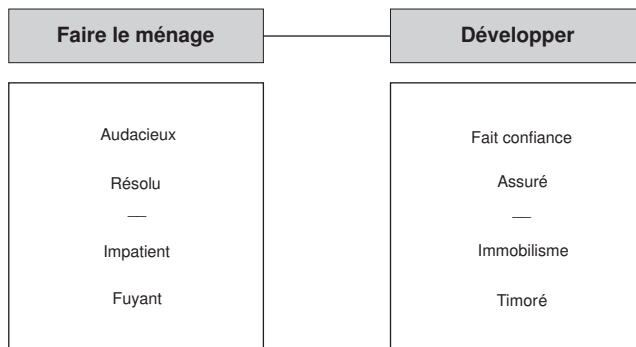 Faire le ménage
Développer
Audacieux
Résolu
—
Impatient
Fuyant
Fait confiance
Assuré
—
Immobilisme
Timoré